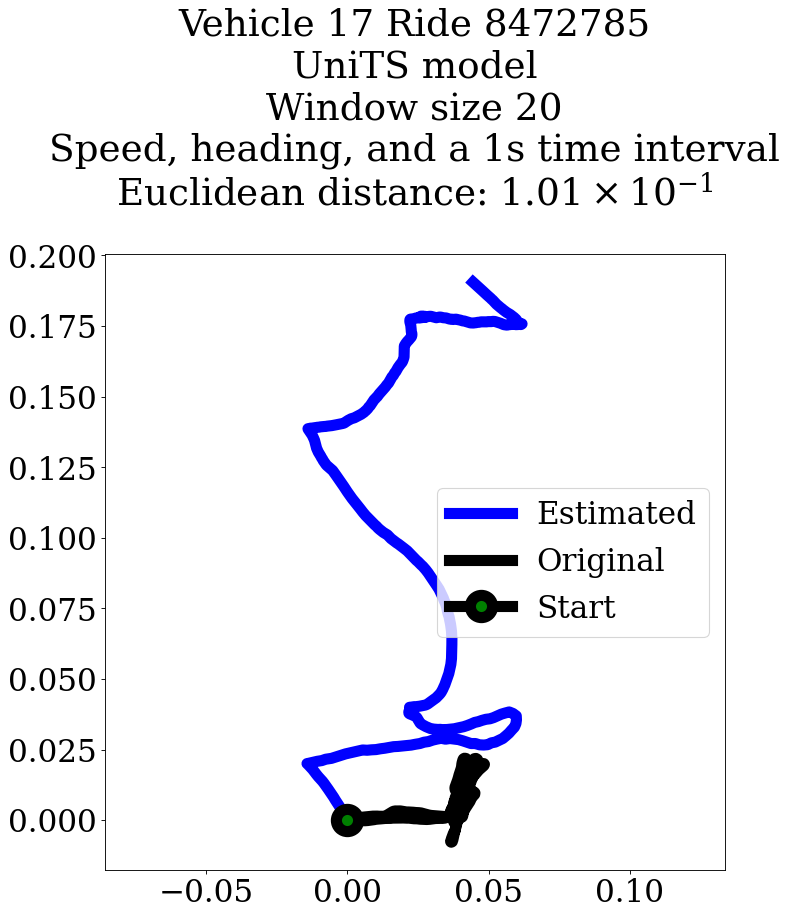 Vehicle 17 Ride 8472785
UniTS model
Window size 20
Speed, heading, and a 1s time interval
Euclidean distance: 1.01 × 10⁻¹
0.200
0.175
0.150
0.125
0.100
0.075
0.050
0.025
0.000
Estimated
Original
Start
−0.05 0.00 0.05 0.10